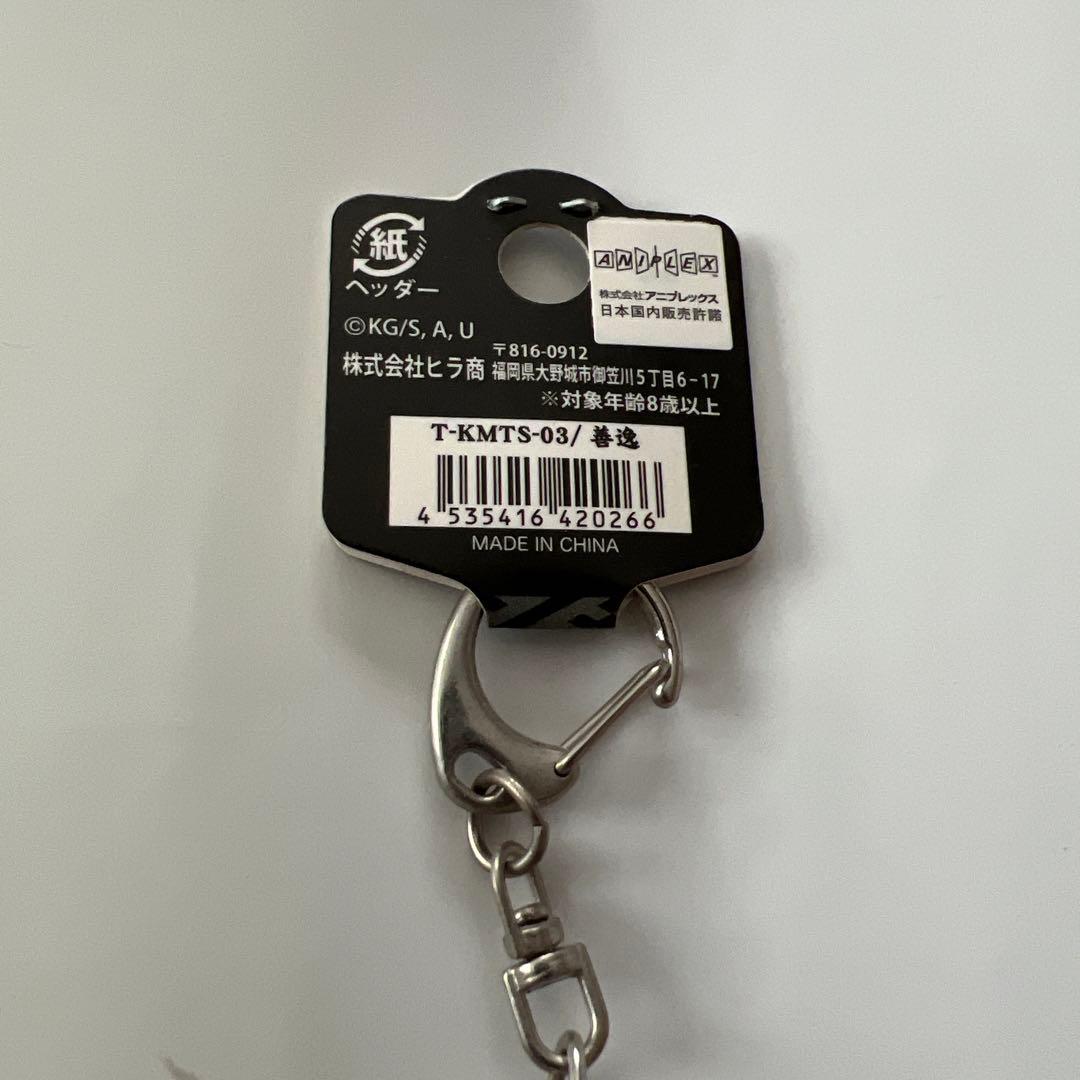 紙
ヘッダー
ANIPLEX
株式会社アニプレックス
日本国内販売許諾
©KG/S, A, U
〒816-0912
株式会社ヒラ商 福岡県大野城市御笠川5丁目6-17
※対象年齢8歳以上
T-KMTS-03/ 善逸
4 535416 420266
MADE IN CHINA